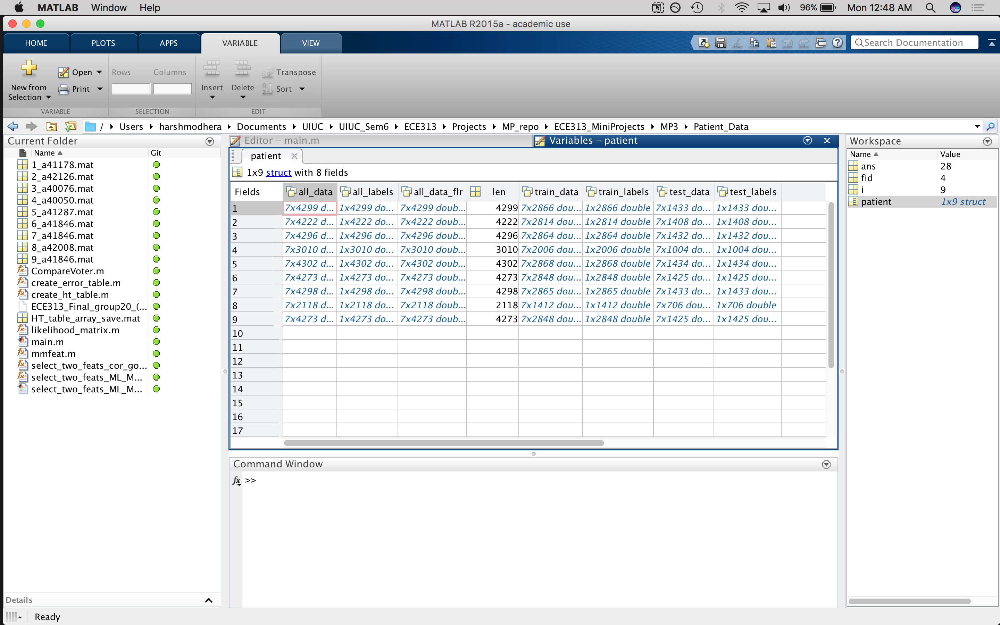 MATLAB Window Help 96% Mon 12:48 AM
MATLAB R2015a - academic use
HOME PLOTS APPS VARIABLE VIEW Search Documentation
New from Selection Open Print Rows Columns Insert Delete Transpose Sort
VARIABLE SELECTION EDIT
/ Users harshmodhera Documents UIUC UIUC_Sem6 ECE313 Projects MP_repo ECE313_MiniProjects MP3 Patient_Data
Current Folder
Name Git
1_a41178.mat
2_a42126.mat
3_a40076.mat
4_a40050.mat
5_a41287.mat
6_a41846.mat
7_a41846.mat
8_a42008.mat
9_a41846.mat
CompareVoter.m
create_error_table.m
create_ht_table.m
ECE313_Final_group20_(...
HT_table_array_save.mat
likelihood_matrix.m
main.m
mmfeat.m
select_two_feats_cor_go...
select_two_feats_ML_M...
select_two_feats_ML_M...
Details
Editor - main.m Variables - patient
patient
1x9 struct with 8 fields
Fields all_data all_labels all_data_flr len train_data train_labels test_data test_labels
1 7x4299 d... 1x4299 do... 7x4299 doub... 4299 7x2866 dou... 1x2866 double 7x1433 do... 1x1433 dou...
2 7x4222 d... 1x4222 do... 7x4222 doub... 4222 7x2814 dou... 1x2814 double 7x1408 do... 1x1408 dou...
3 7x4296 d... 1x4296 do... 7x4296 doub... 4296 7x2864 dou... 1x2864 double 7x1432 do... 1x1432 dou...
4 7x3010 d... 1x3010 do... 7x3010 doub... 3010 7x2006 dou... 1x2006 double 7x1004 do... 1x1004 dou...
5 7x4302 d... 1x4302 do... 7x4302 doub... 4302 7x2868 dou... 1x2868 double 7x1434 do... 1x1434 dou...
6 7x4273 d... 1x4273 do... 7x4273 doub... 4273 7x2848 dou... 1x2848 double 7x1425 do... 1x1425 dou...
7 7x4298 d... 1x4298 do... 7x4298 doub... 4298 7x2865 dou... 1x2865 double 7x1433 do... 1x1433 dou...
8 7x2118 d... 1x2118 do... 7x2118 doub... 2118 7x1412 dou... 1x1412 double 7x706 dou... 1x706 double
9 7x4273 d... 1x4273 do... 7x4273 doub... 4273 7x2848 dou... 1x2848 double 7x1425 do... 1x1425 dou...
10
11
12
13
14
15
16
17
Command Window
fx >>
Workspace
Name Value
ans 28
fid 4
i 9
patient 1x9 struct
Ready